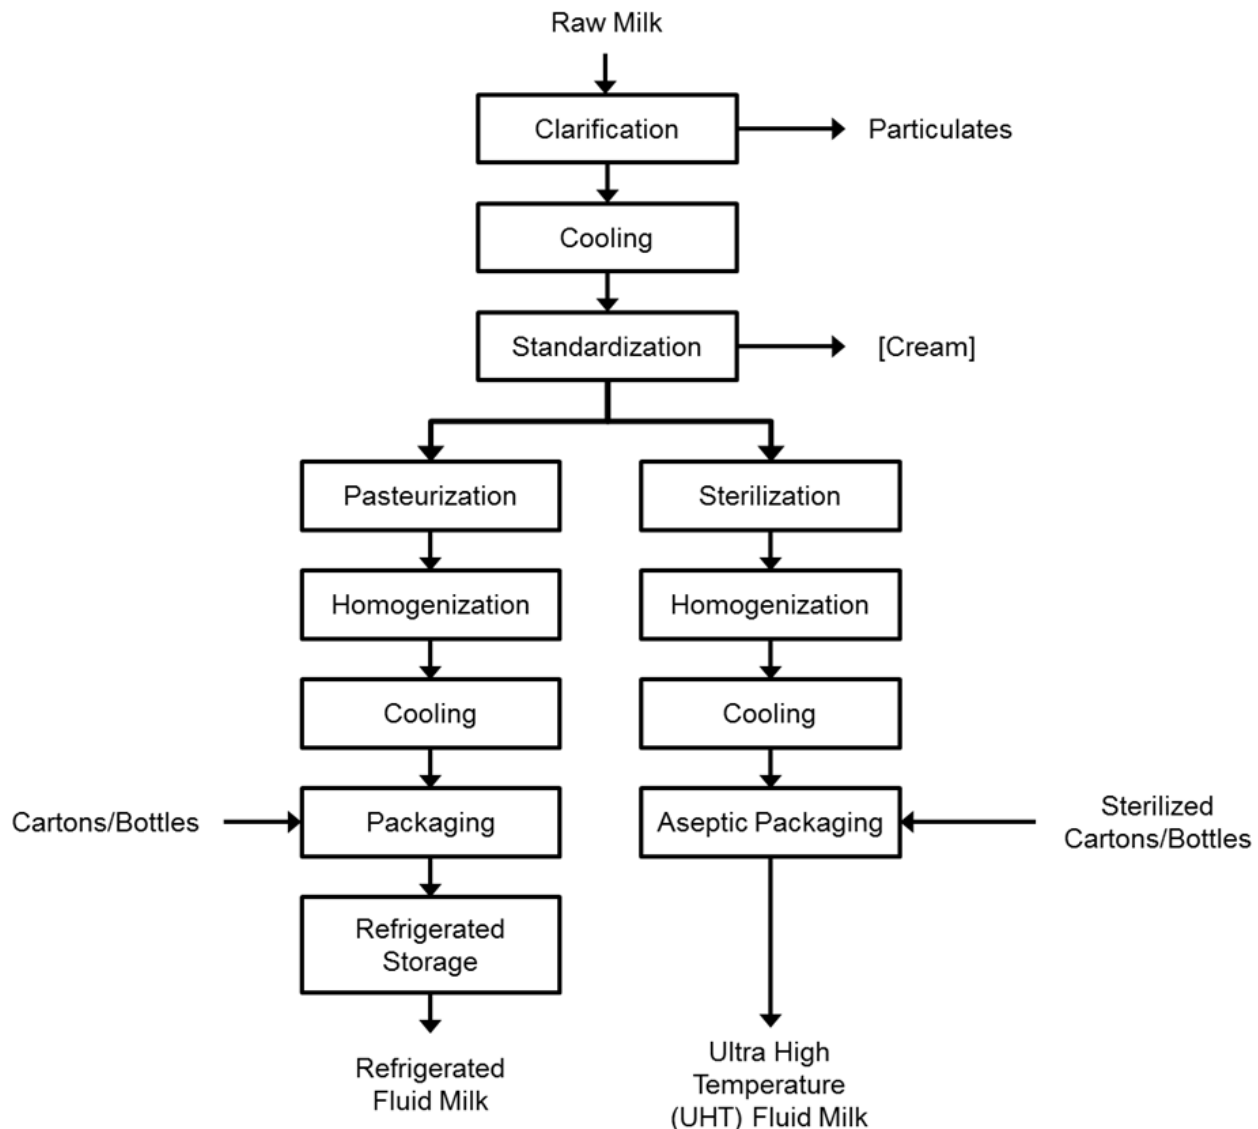 Raw Milk
Clarification
Particulates
Cooling
Standardization
[Cream]
Pasteurization
Sterilization
Homogenization
Homogenization
Cooling
Cooling
Cartons/Bottles
Packaging
Aseptic Packaging
Sterilized
Cartons/Bottles
Refrigerated
Storage
Refrigerated
Fluid Milk
Ultra High
Temperature
(UHT) Fluid Milk